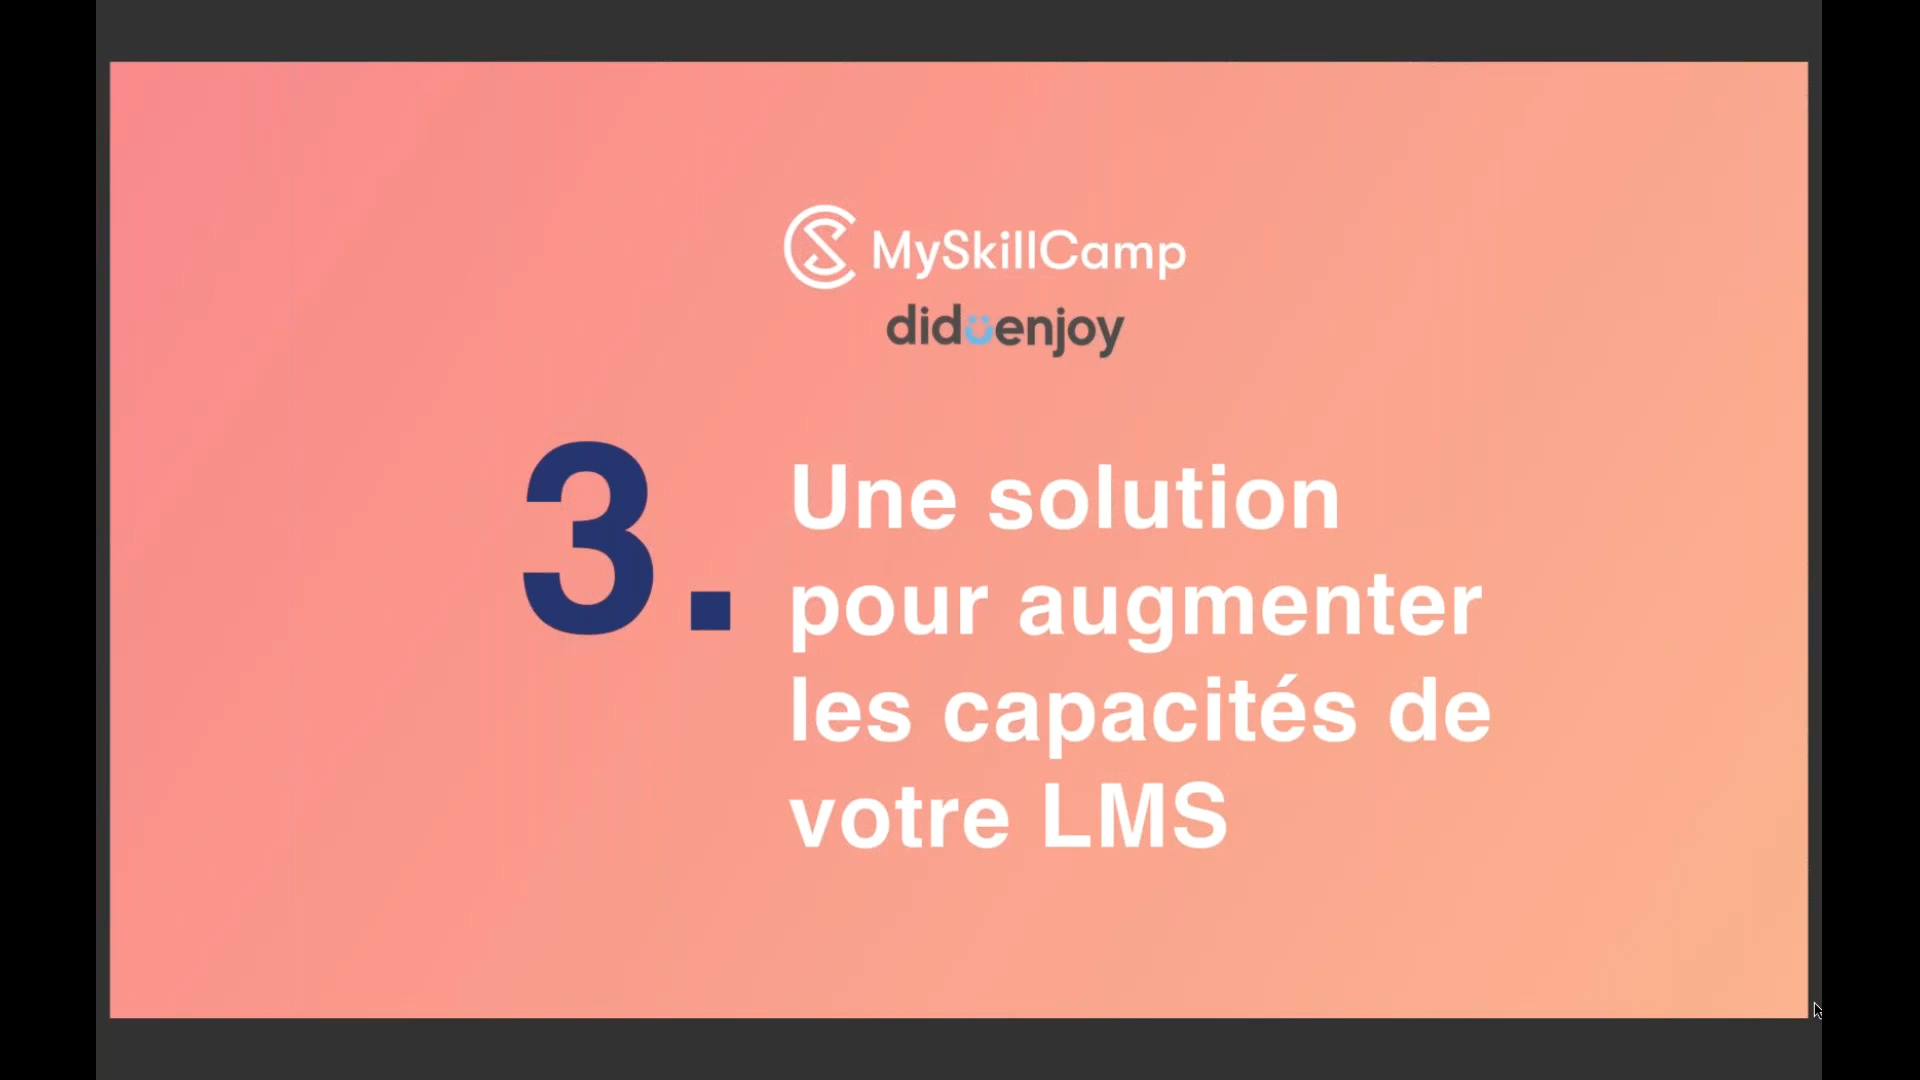 MySkillCamp
diduenjoy
3. Une solution
pour augmenter
les capacités de
votre LMS